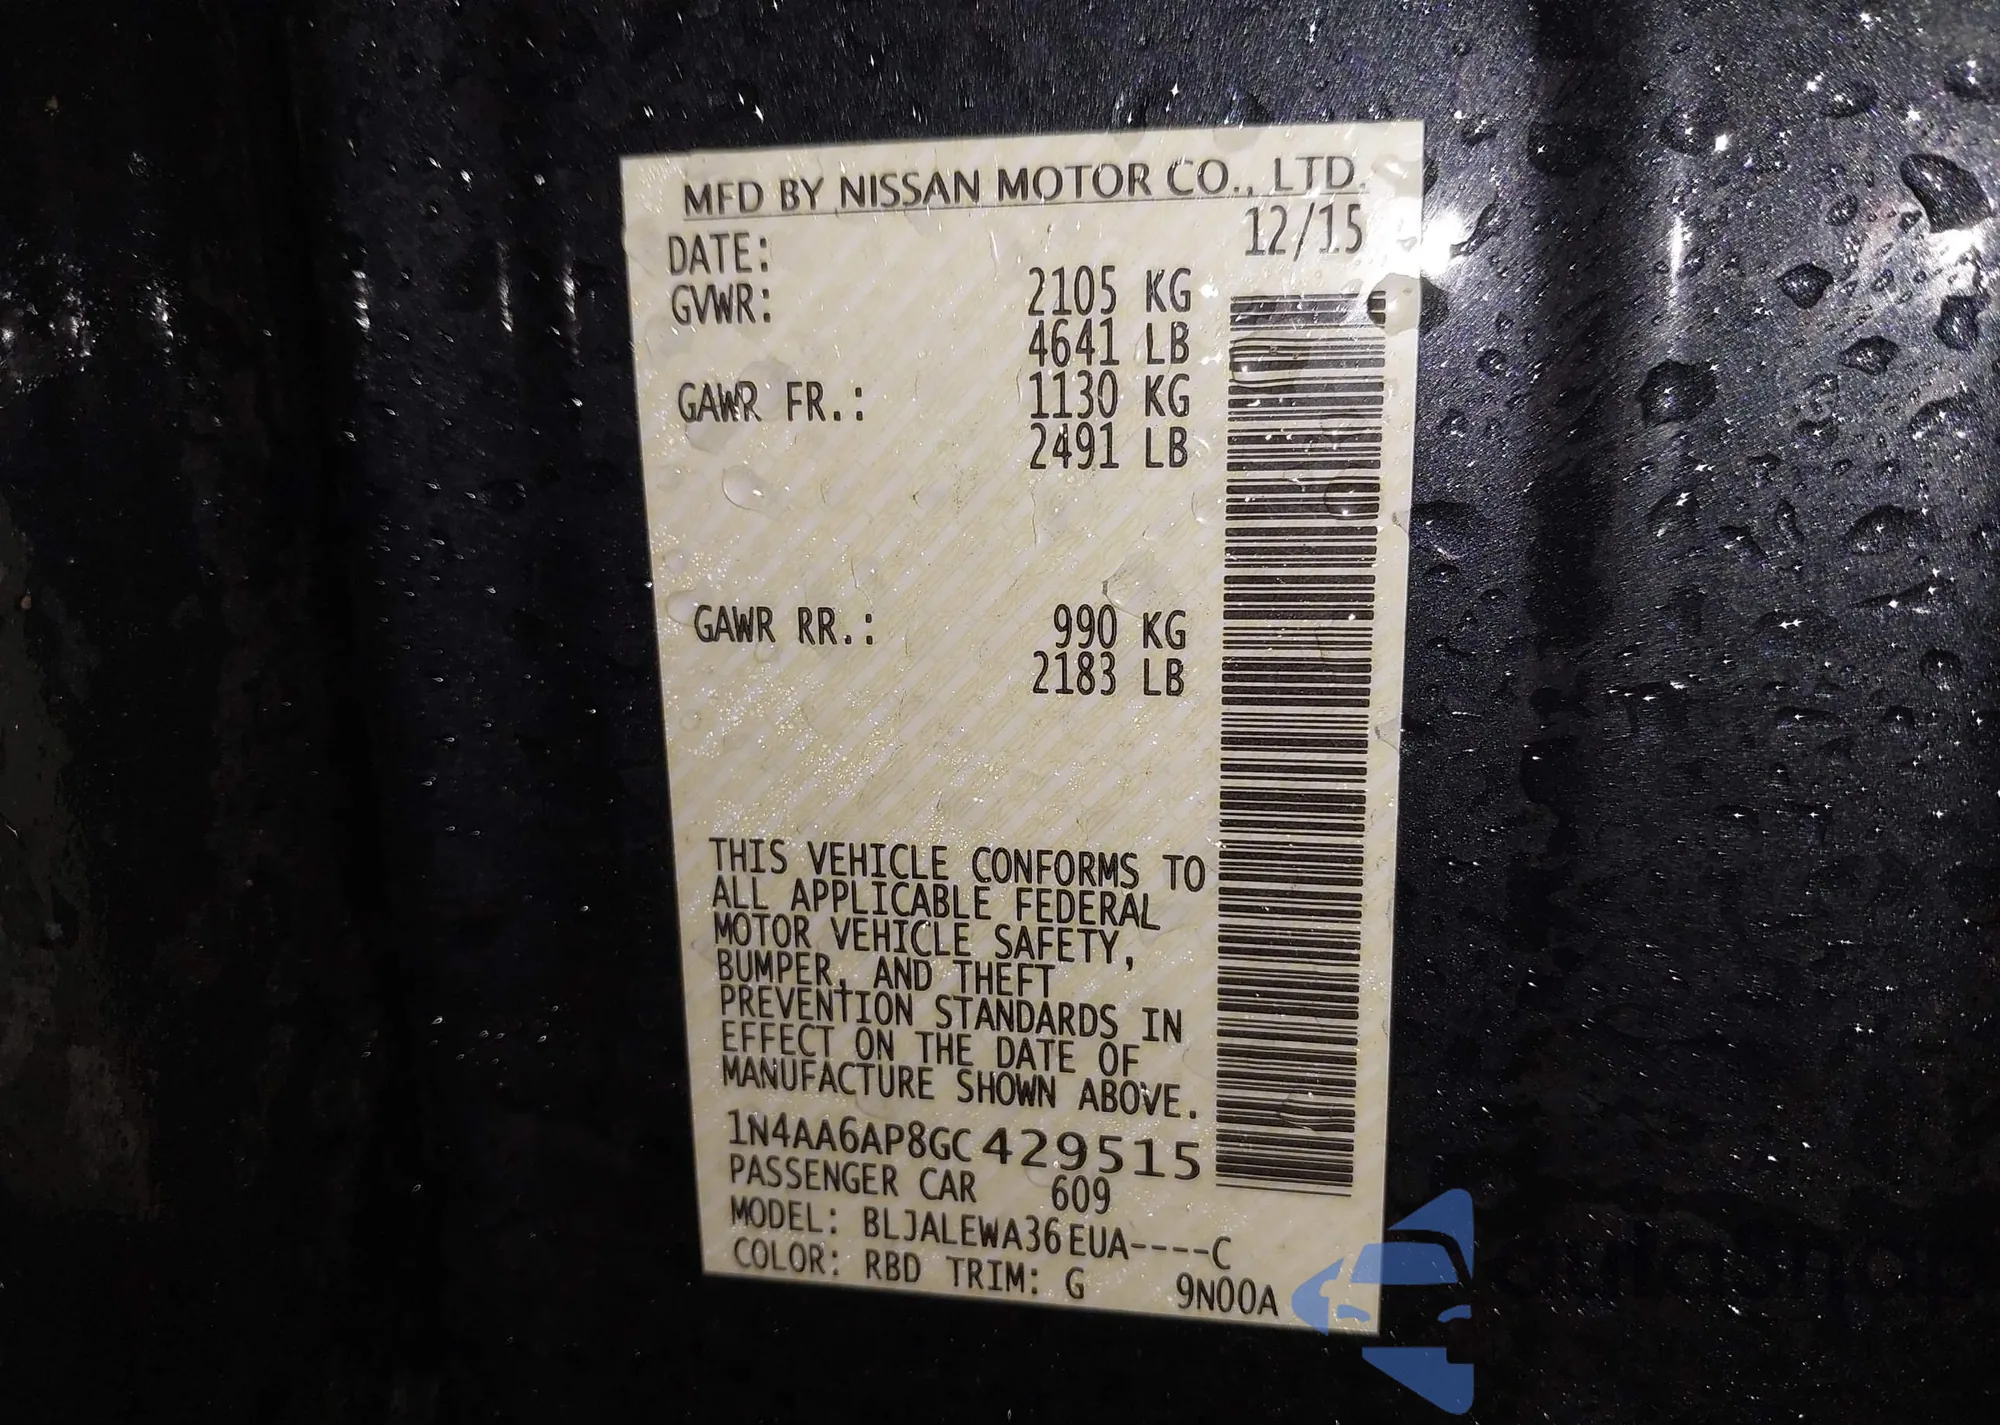 MFD BY NISSAN MOTOR CO., LTD.
DATE: 12/15
GVWR: 2105 KG
4641 LB
GAWR FR.: 1130 KG
2491 LB
GAWR RR.: 990 KG
2183 LB
THIS VEHICLE CONFORMS TO
ALL APPLICABLE FEDERAL
MOTOR VEHICLE SAFETY,
BUMPER, AND THEFT
PREVENTION STANDARDS IN
EFFECT ON THE DATE OF
MANUFACTURE SHOWN ABOVE.
1N4AA6AP8GC429515
PASSENGER CAR 609
MODEL: BLJALEWA36EUA----C
COLOR: RBD TRIM: G 9N00A